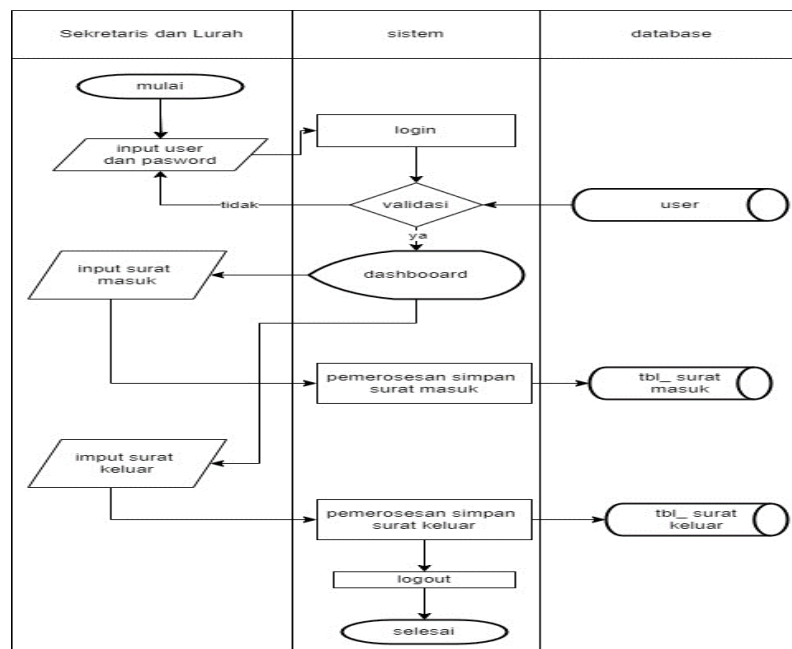 Sekretaris dan Lurah
sistem
database
mulai
input user
dan pasword
login
tidak
validasi
user
ya
input surat
masuk
dashbooard
pemerosesan simpan
surat masuk
tbl_ surat
masuk
imput surat
keluar
pemerosesan simpan
surat keluar
tbl_ surat
keluar
logout
selesai